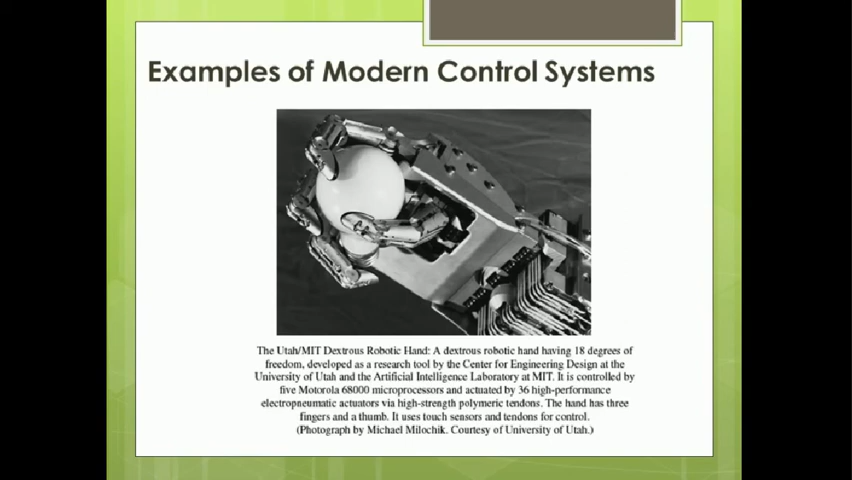 Examples of Modern Control Systems
The Utah/MIT Dextrous Robotic Hand: A dextrous robotic hand having 18 degrees of
freedom, developed as a research tool by the Center for Engineering Design at the
University of Utah and the Artificial Intelligence Laboratory at MIT. It is controlled by
five Motorola 68000 microprocessors and actuated by 36 high-performance
electropneumatic actuators via high-strength polymeric tendons. The hand has three
fingers and a thumb. It uses touch sensors and tendons for control.
(Photograph by Michael Milochik. Courtesy of University of Utah.)